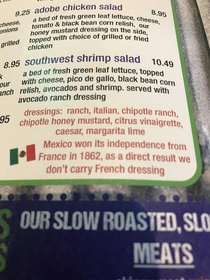 9.25 adobe chicken salad 8.95
cheese, a bed of fresh green leaf lettuce, cheese,
onions tomato & black bean corn relish, our
honey mustard dressing on the side,
grilled topped with choice of grilled or fried
chicken
8.95 southwest shrimp salad 10.49
a bed of fresh green leaf lettuce, topped
with cheese, pico de gallo, black bean corn
relish, avocados and shrimp. served with
avocado ranch dressing
.95 dressings: ranch, italian, chipotle ranch,
chipotle honey mustard, citrus vinaigrette,
caesar, margarita lime
Mexico won its independence from
France in 1862, as a direct result we
don't carry French dressing
OUR SLOW ROASTED, SLO
MEATS